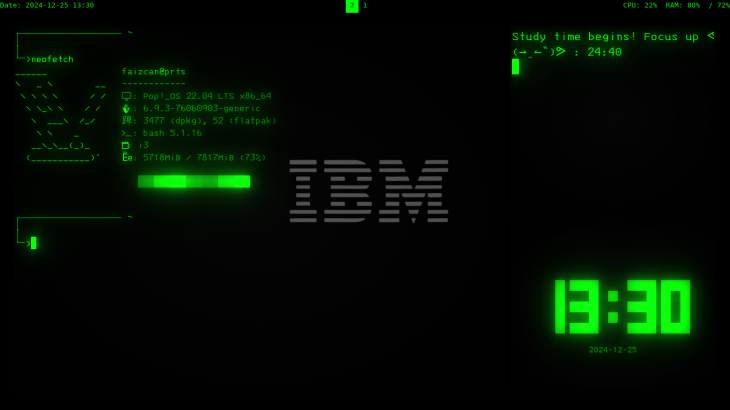 Date: 2024-12-25 13:30
2 1
CPU: 22% RAM: 80% / 72%
~
neofetch
faizcan@prts
------------
: Pop!_OS 22.04 LTS x86_64
: 6.9.3-76060903-generic
: 3477 (dpkg), 52 (flatpak)
>_: bash 5.1.16
: i3
: 5718MiB / 7817MiB (73%)
~
>
IBM
Study time begins! Focus up
: 24:40
13:30
2024-12-25